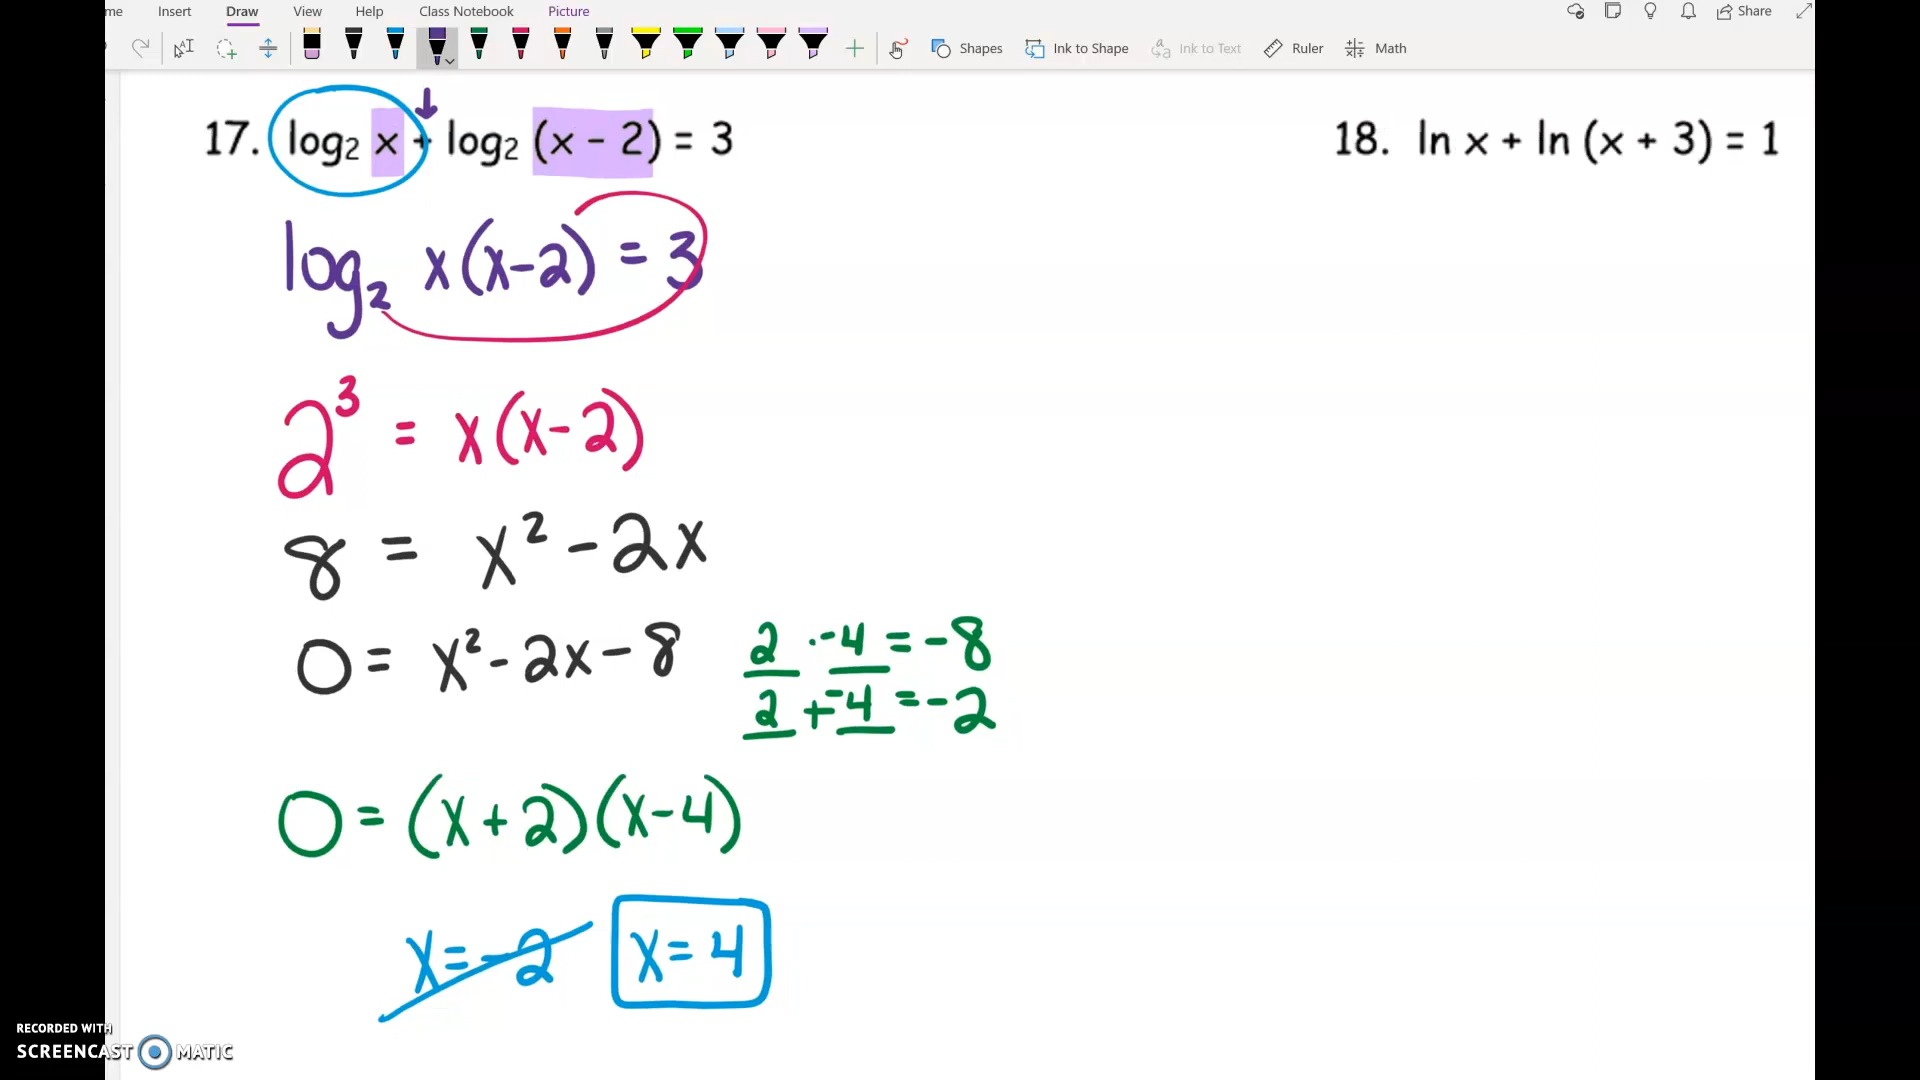 me Insert Draw View Help Class Notebook Picture Share
Shapes Ink to Shape Ink to Text Ruler Math
17. log₂ x + log₂ (x - 2) = 3
log₂ x(x-2) = 3
2³ = x(x-2)
8 = x² - 2x
0 = x² - 2x - 8
2 · -4 = -8
2 + -4 = -2
0 = (x+2)(x-4)
x = -2 x = 4
18. ln x + ln (x + 3) = 1
RECORDED WITH
SCREENCAST MATIC